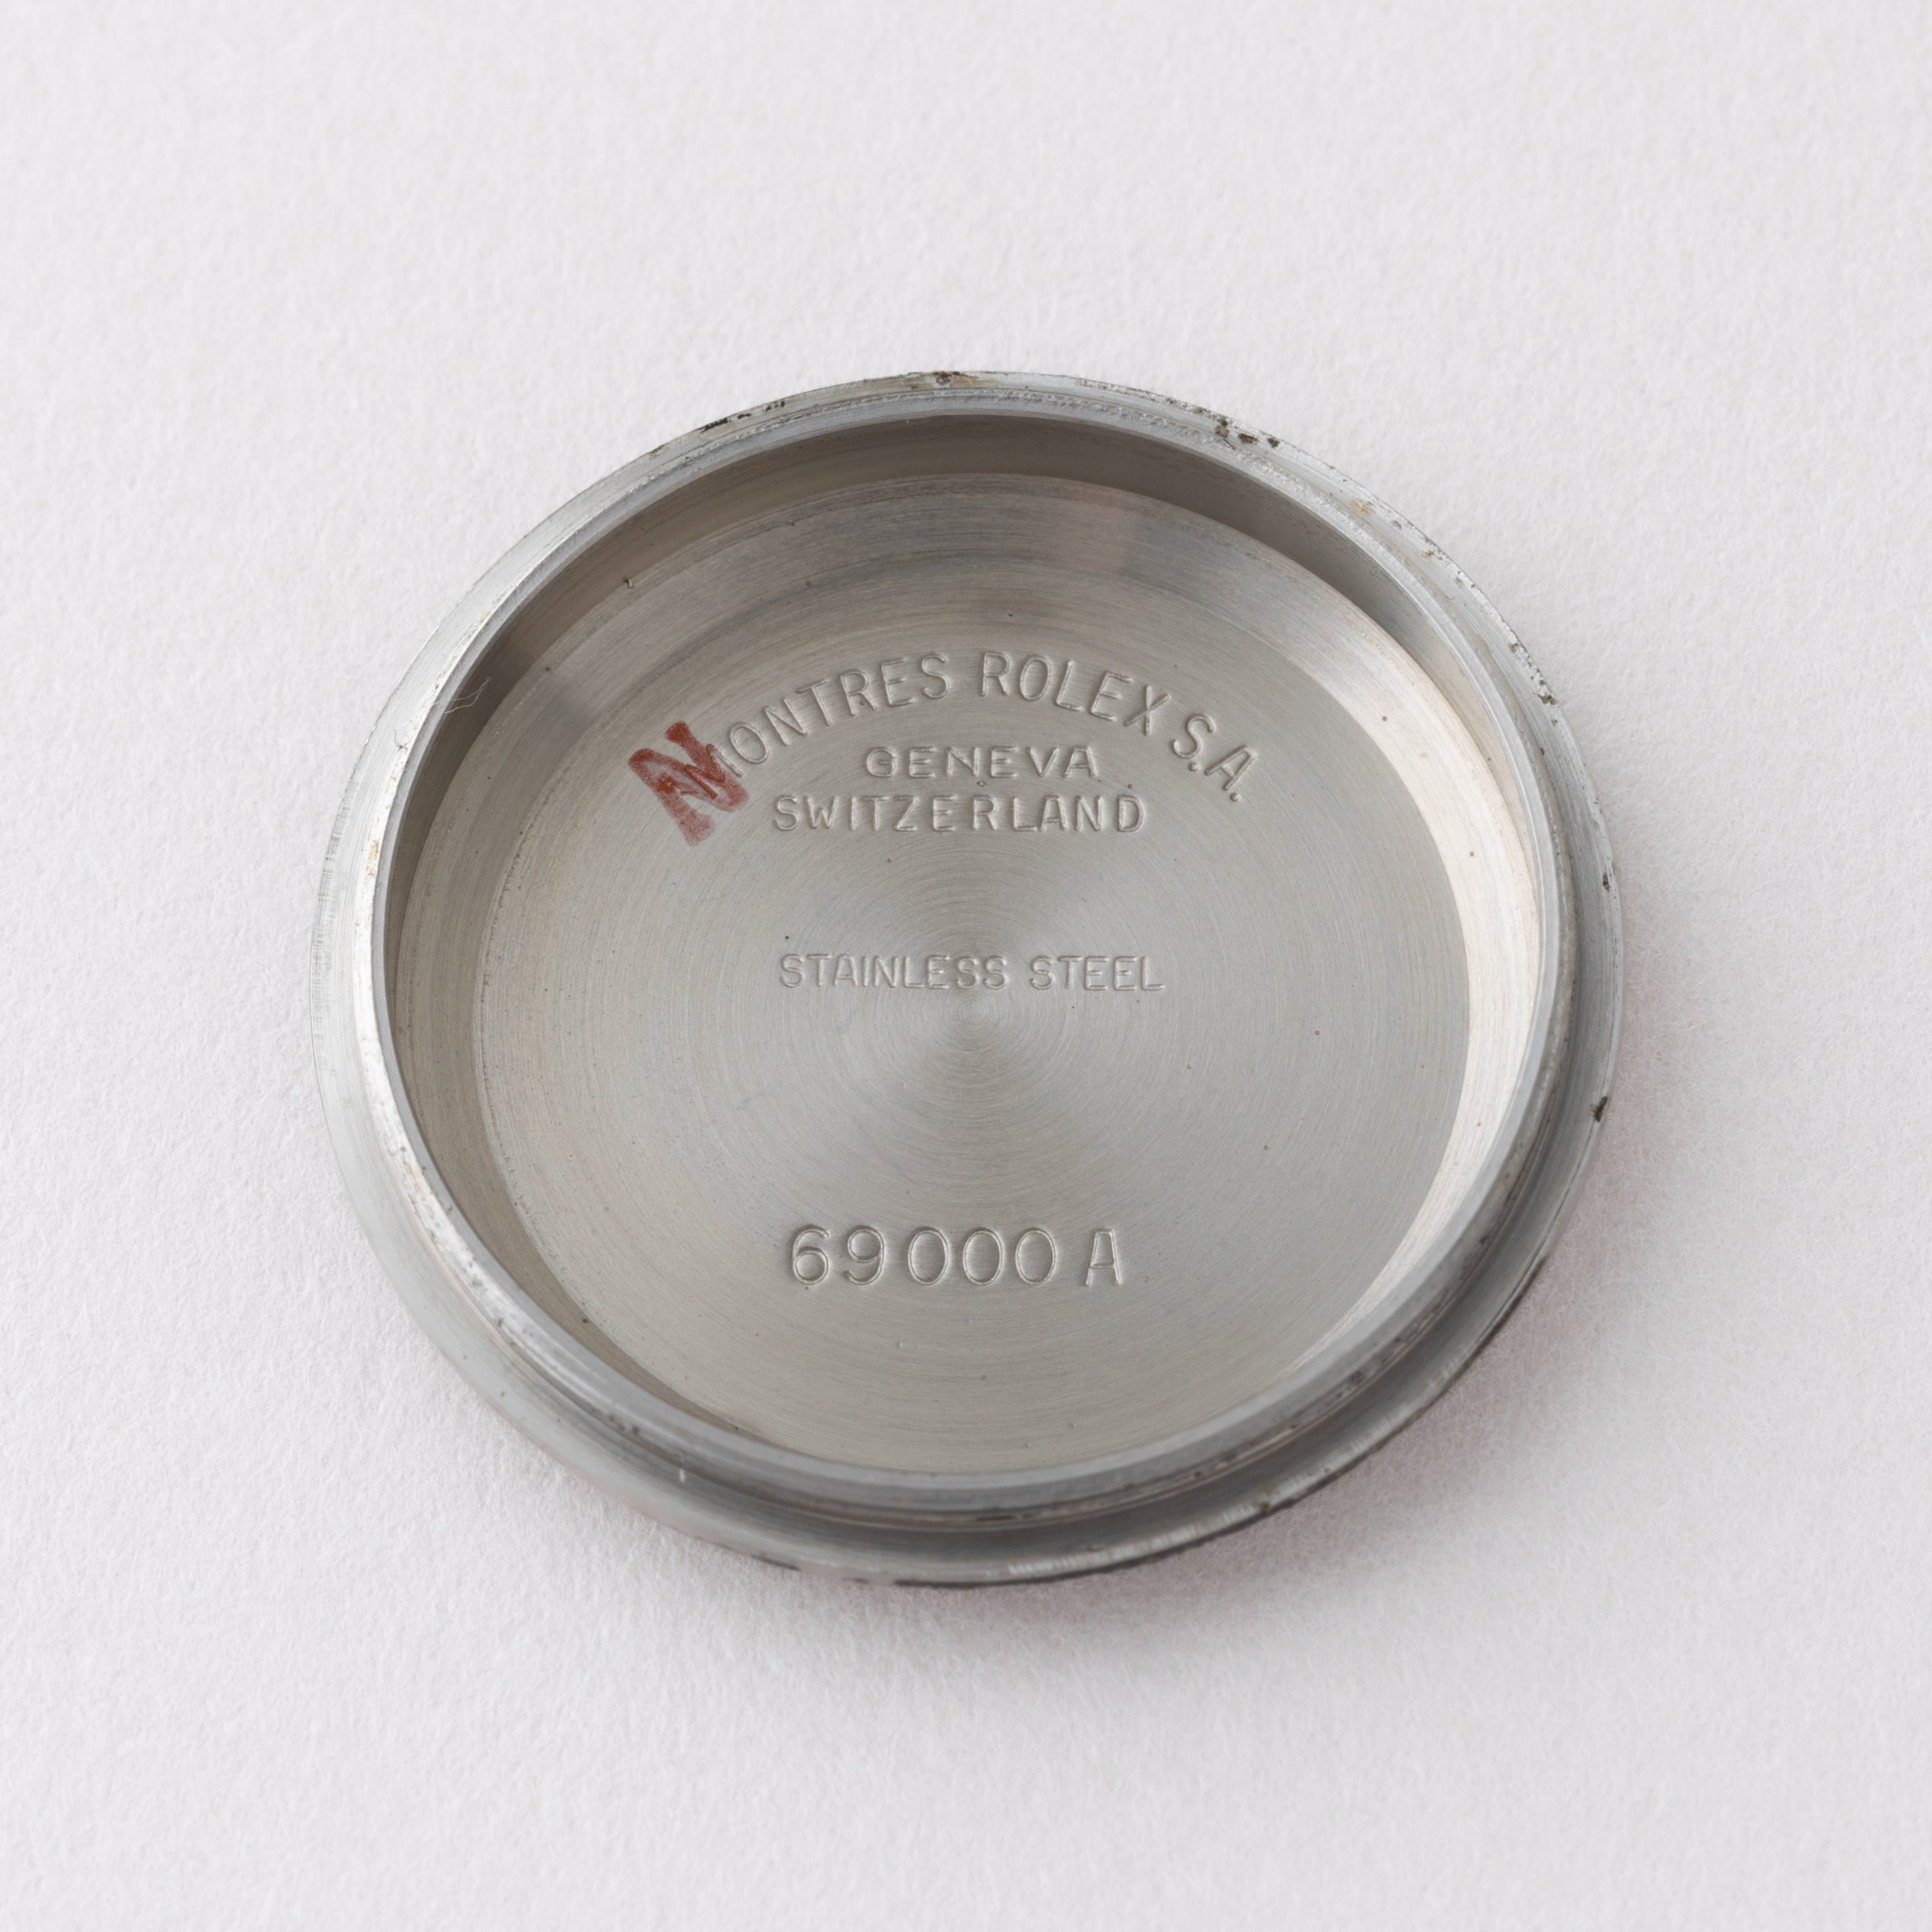 MONTRES ROLEX S.A.
GENEVA
SWITZERLAND
STAINLESS STEEL
69000 A